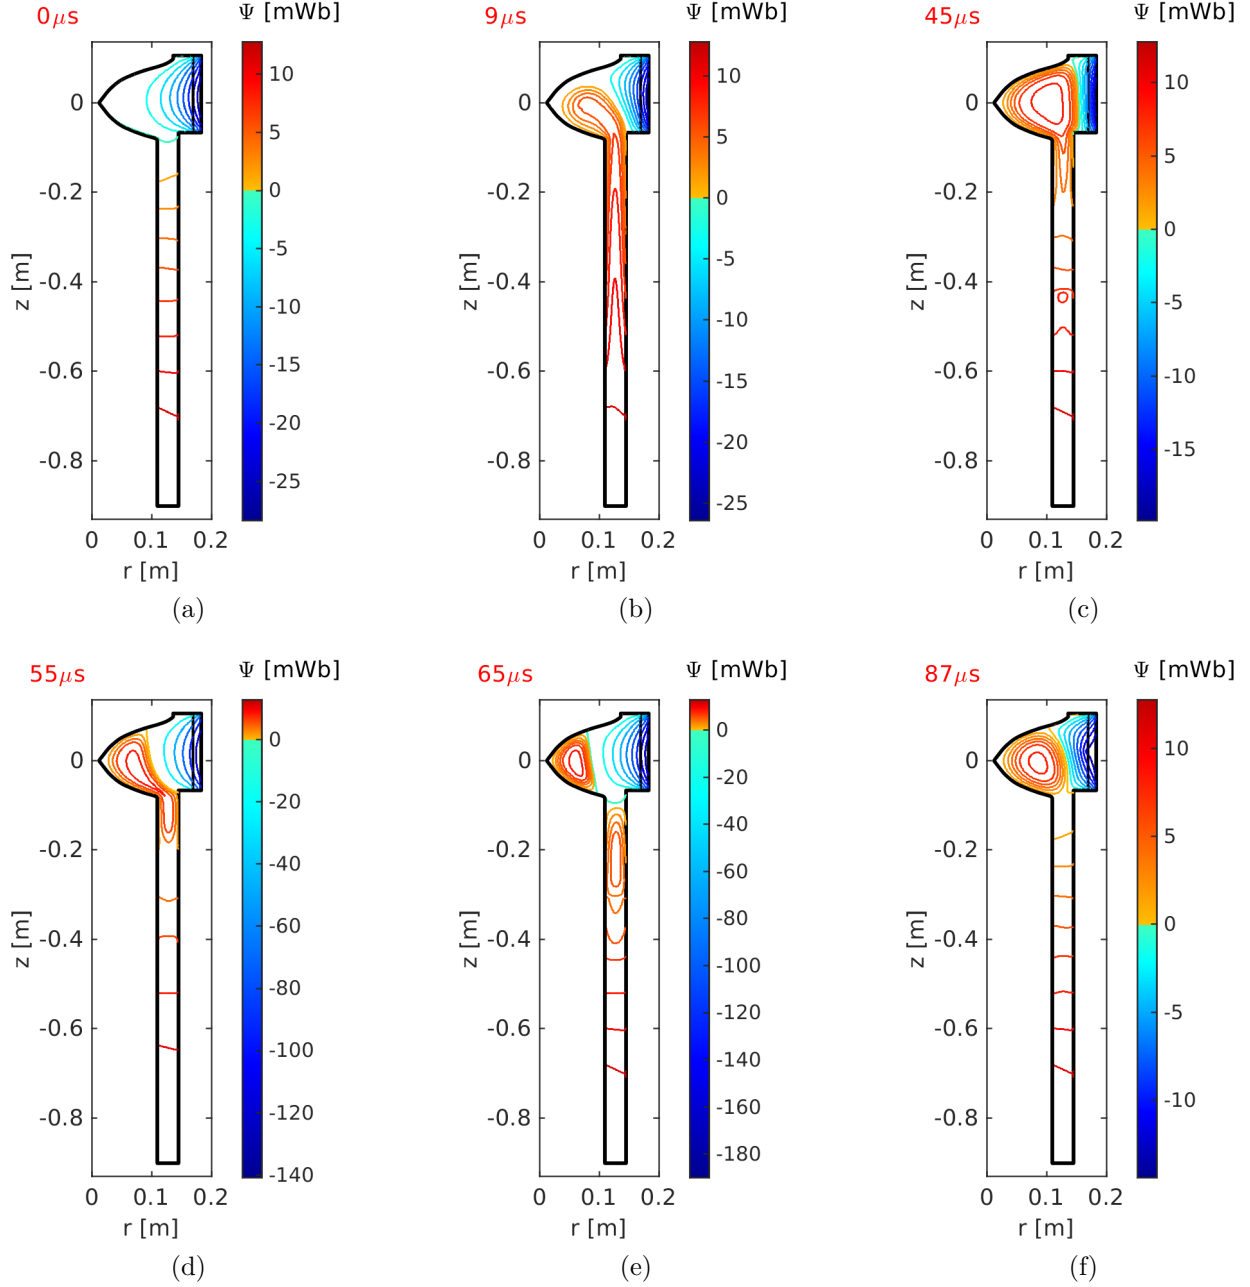 0μs Ψ [mWb] 9μs Ψ [mWb] 45μs Ψ [mWb]
z [m] 0 -0.2 -0.4 -0.6 -0.8
0 0.1 0.2
r [m]
10 5 0 -5 -10 -15 -20 -25
(a)
z [m] 0 -0.2 -0.4 -0.6 -0.8
0 0.1 0.2
r [m]
10 5 0 -5 -10 -15 -20 -25
(b)
z [m] 0 -0.2 -0.4 -0.6 -0.8
0 0.1 0.2
r [m]
10 5 0 -5 -10 -15
(c)
55μs Ψ [mWb] 65μs Ψ [mWb] 87μs Ψ [mWb]
z [m] 0 -0.2 -0.4 -0.6 -0.8
0 0.1 0.2
r [m]
0 -20 -40 -60 -80 -100 -120 -140
(d)
z [m] 0 -0.2 -0.4 -0.6 -0.8
0 0.1 0.2
r [m]
0 -20 -40 -60 -80 -100 -120 -140 -160 -180
(e)
z [m] 0 -0.2 -0.4 -0.6 -0.8
0 0.1 0.2
r [m]
10 5 0 -5 -10
(f)